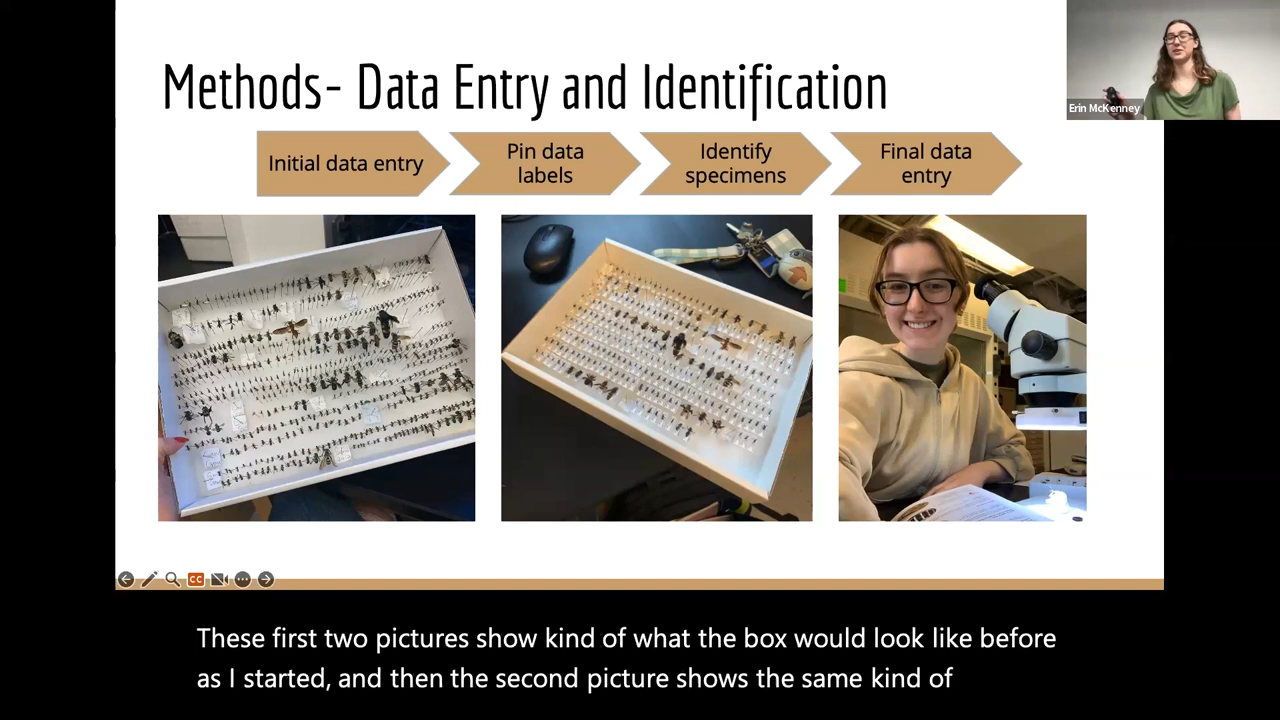 Methods- Data Entry and Identification
Erin McKenney
Initial data entry
Pin data
labels
Identify
specimens
Final data
entry
CC
These first two pictures show kind of what the box would look like before
as I started, and then the second picture shows the same kind of